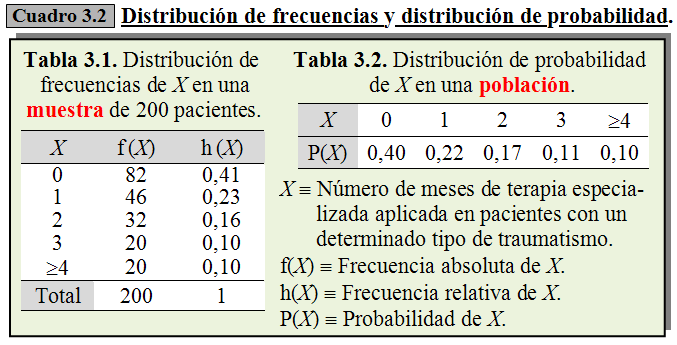 Cuadro 3.2 Distribución de frecuencias y distribución de probabilidad.
Tabla 3.1. Distribución de
frecuencias de X en una
muestra de 200 pacientes.
X f(X) h(X)
0 82 0,41
1 46 0,23
2 32 0,16
3 20 0,10
≥4 20 0,10
Total 200 1
Tabla 3.2. Distribución de probabilidad
de X en una población.
X 0 1 2 3 ≥4
P(X) 0,40 0,22 0,17 0,11 0,10
X ≡ Número de meses de terapia especia-
lizada aplicada en pacientes con un
determinado tipo de traumatismo.
f(X) ≡ Frecuencia absoluta de X.
h(X) ≡ Frecuencia relativa de X.
P(X) ≡ Probabilidad de X.